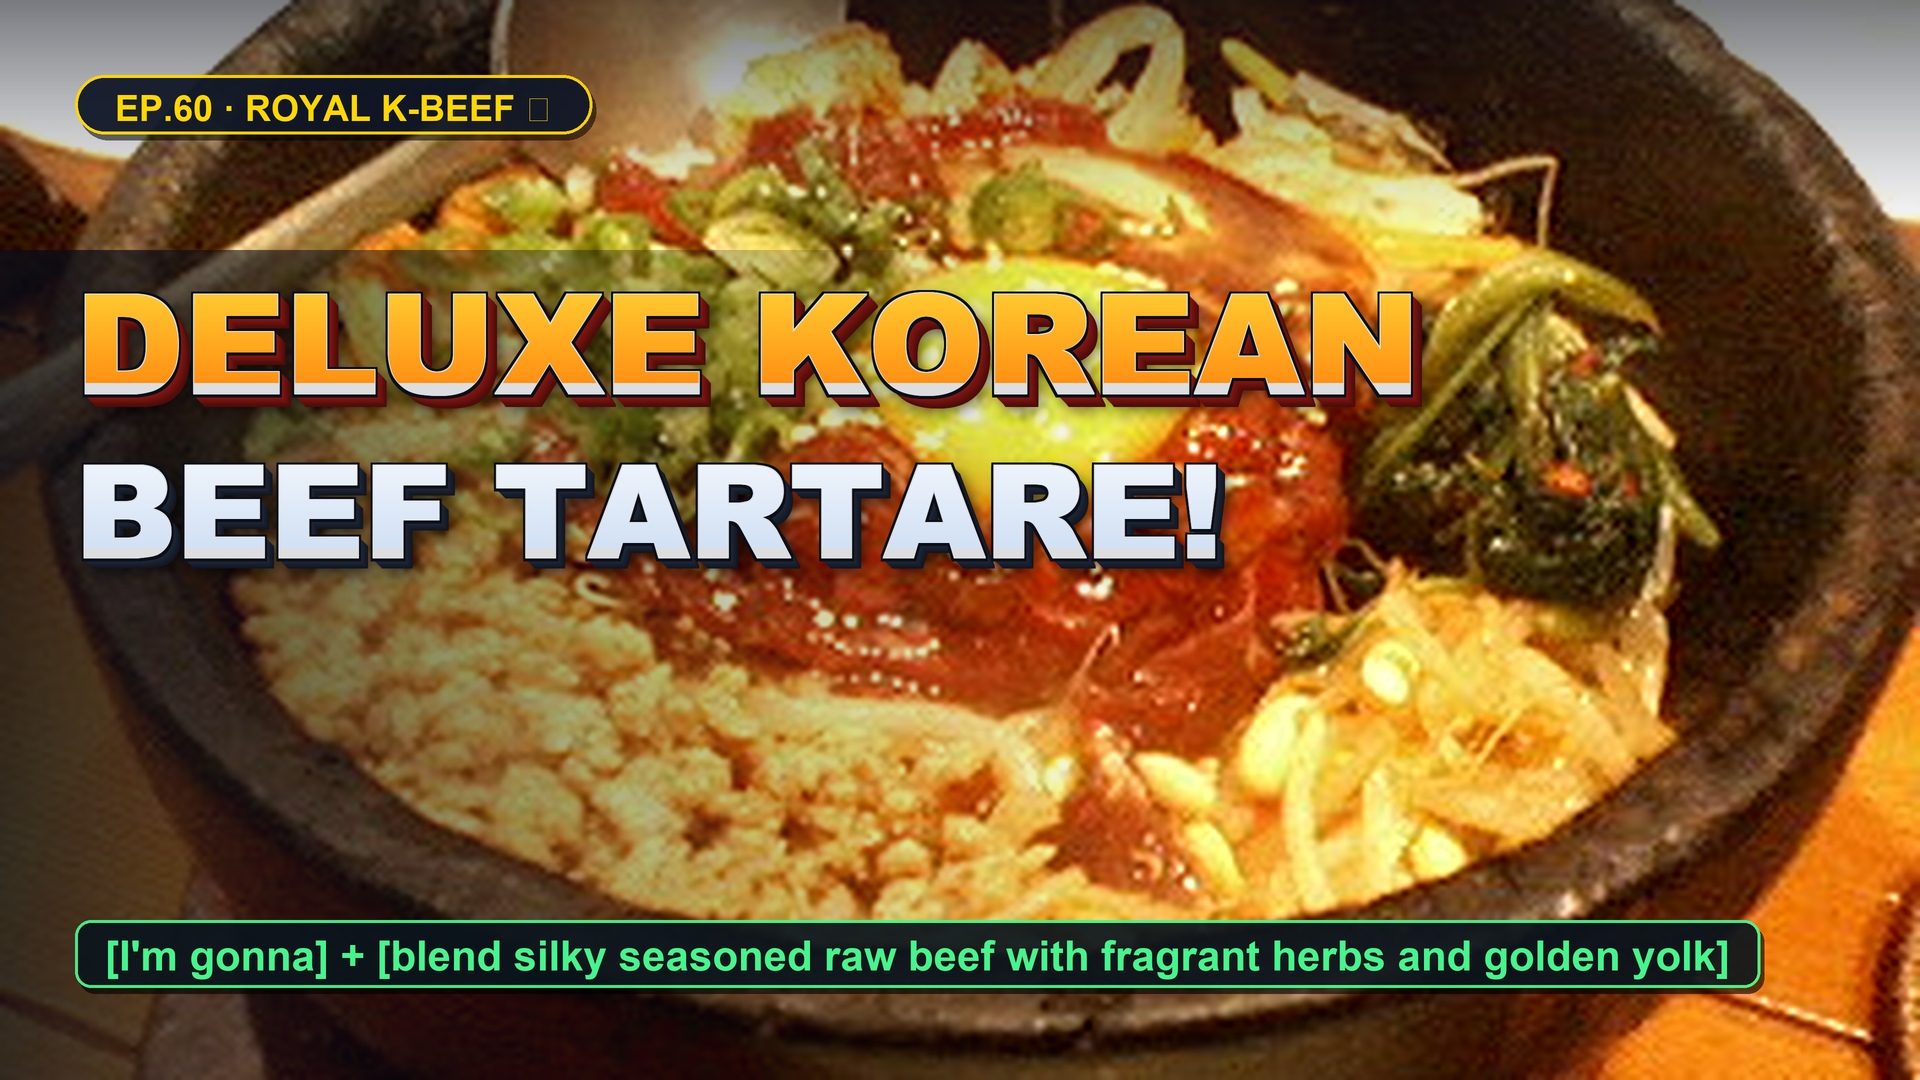 EP.60 · ROYAL K-BEEF □
DELUXE KOREAN
BEEF TARTARE!
[I'm gonna] + [blend silky seasoned raw beef with fragrant herbs and golden yolk]